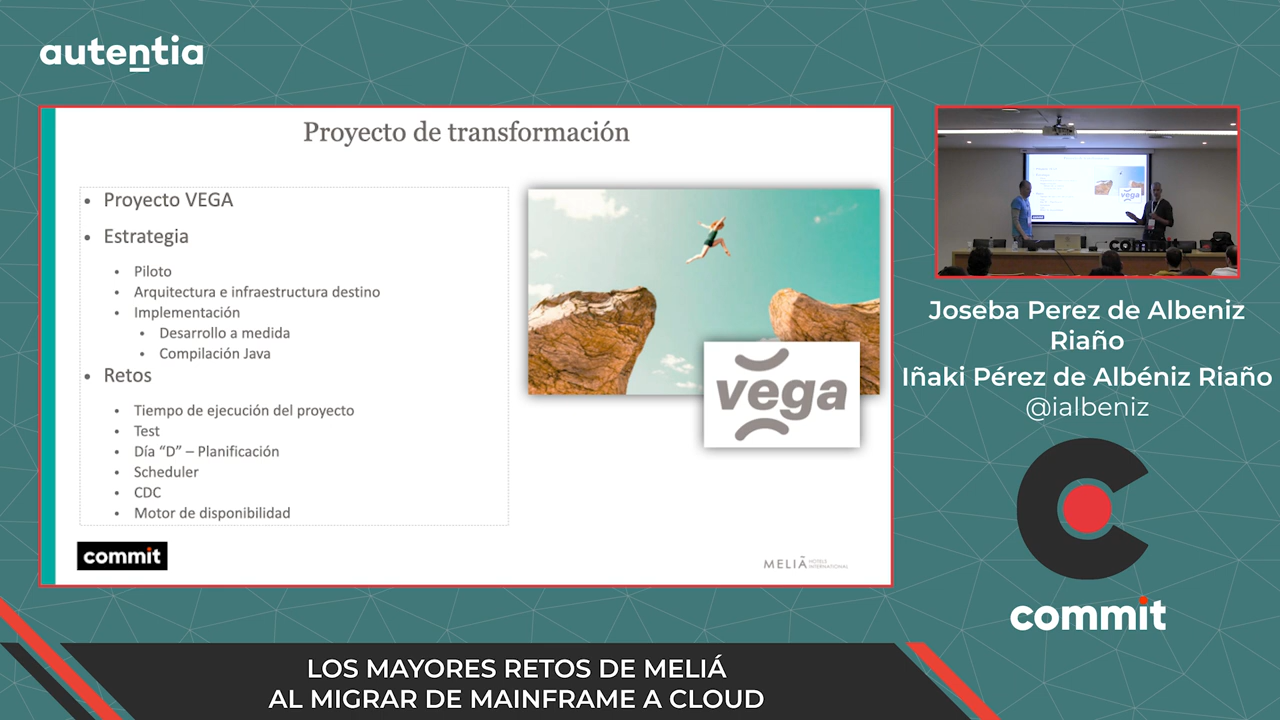 autentia
Proyecto de transformación
Proyecto VEGA
Estrategia
Piloto
Arquitectura e infraestructura destino
Implementación
Desarrollo a medida
Compilación Java
Retos
Tiempo de ejecución del proyecto
Test
Día “D” – Planificación
Scheduler
CDC
Motor de disponibilidad
vega
commit
MELIÁ HOTELS
INTERNATIONAL
Joseba Perez de Albeniz
Riaño
Iñaki Pérez de Albéniz Riaño
@ialbeniz
commit
LOS MAYORES RETOS DE MELIÁ
AL MIGRAR DE MAINFRAME A CLOUD